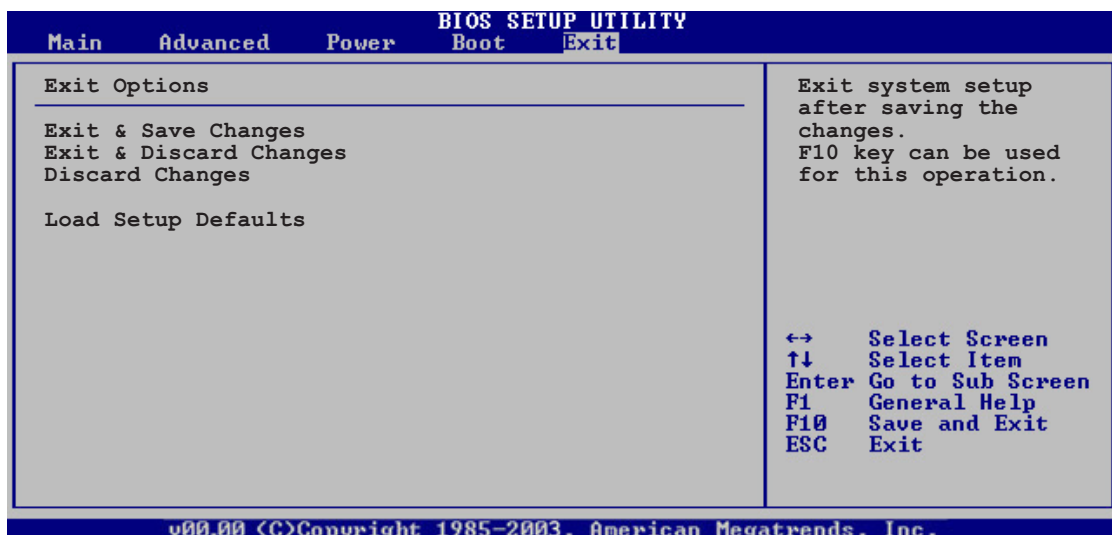 BIOS SETUP UTILITY
Main Advanced Power Boot Exit
Exit Options
Exit & Save Changes
Exit & Discard Changes
Discard Changes
Load Setup Defaults
Exit system setup
after saving the
changes.
F10 key can be used
for this operation.
←→ Select Screen
↑↓ Select Item
Enter Go to Sub Screen
F1 General Help
F10 Save and Exit
ESC Exit
v00.00 (C)Copyright 1985-2003, American Megatrends, Inc.